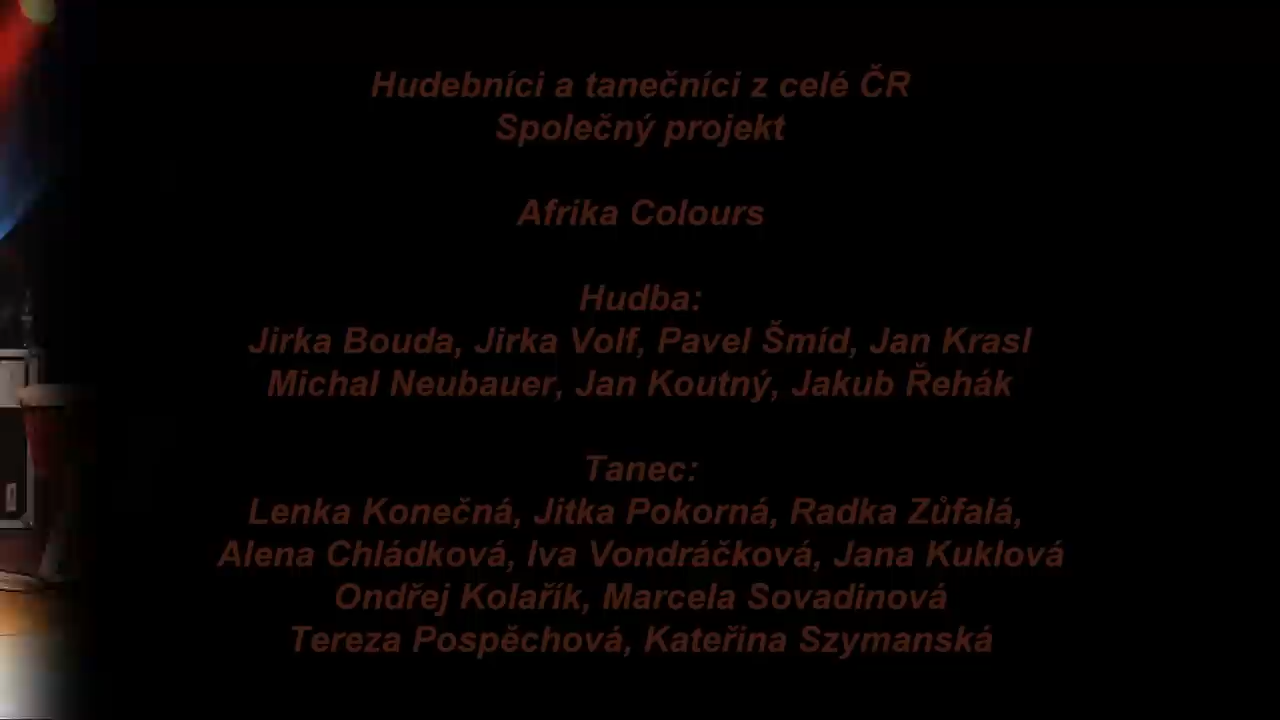 Hudebníci a tanečníci z celé ČR
Společný projekt
Afrika Colours
Hudba:
Jirka Bouda, Jirka Volf, Pavel Šmíd, Jan Krasl
Michal Neubauer, Jan Koutný, Jakub Řehák
Tanec:
Lenka Konečná, Jitka Pokorná, Radka Zůfalá,
Alena Chládková, Iva Vondráčková, Jana Kuklová
Ondřej Kolařík, Marcela Sovadinová
Tereza Pospěchová, Kateřina Szymanská